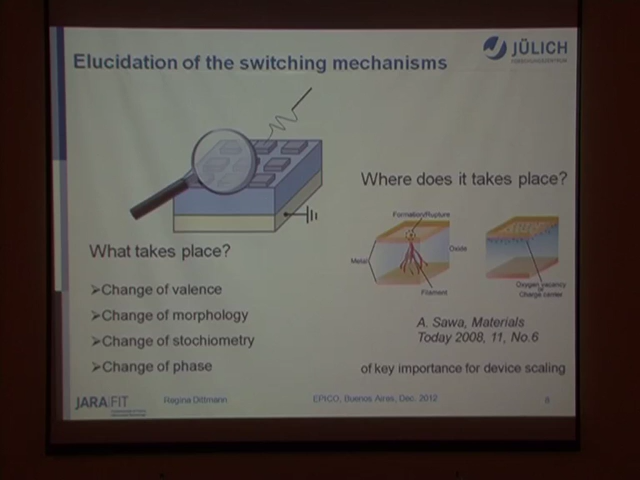 Elucidation of the switching mechanisms
JÜLICH
FORSCHUNGSZENTRUM
Where does it takes place?
Formation/Rupture
Oxide
Metal
Filament
Oxygen vacancy
or
Charge carrier
What takes place?
➢Change of valence
➢Change of morphology
➢Change of stochiometry
➢Change of phase
A. Sawa, Materials
Today 2008, 11, No.6
of key importance for device scaling
JARA|FIT
Regina Dittmann
EPICO, Buenos Aires, Dec. 2012
8